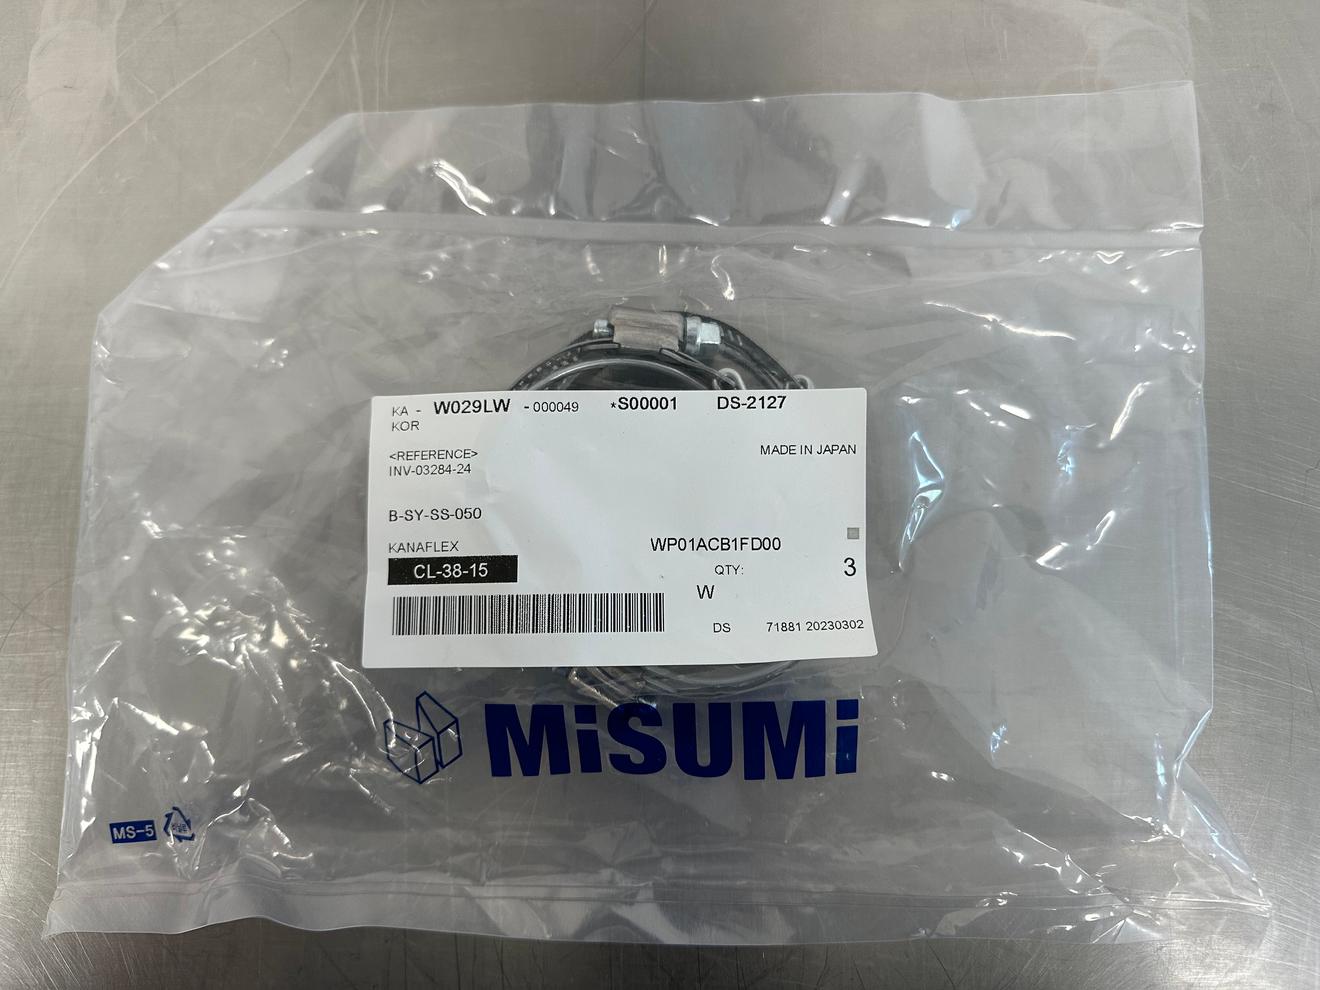 KA - W029LW - 000049 *S00001 DS-2127
KOR
<REFERENCE>
INV-03284-24
MADE IN JAPAN
B-SY-SS-050
KANAFLEX
WP01ACB1FD00
CL-38-15
QTY: 3
W
DS 71881 20230302
MiSUMi
MS-5